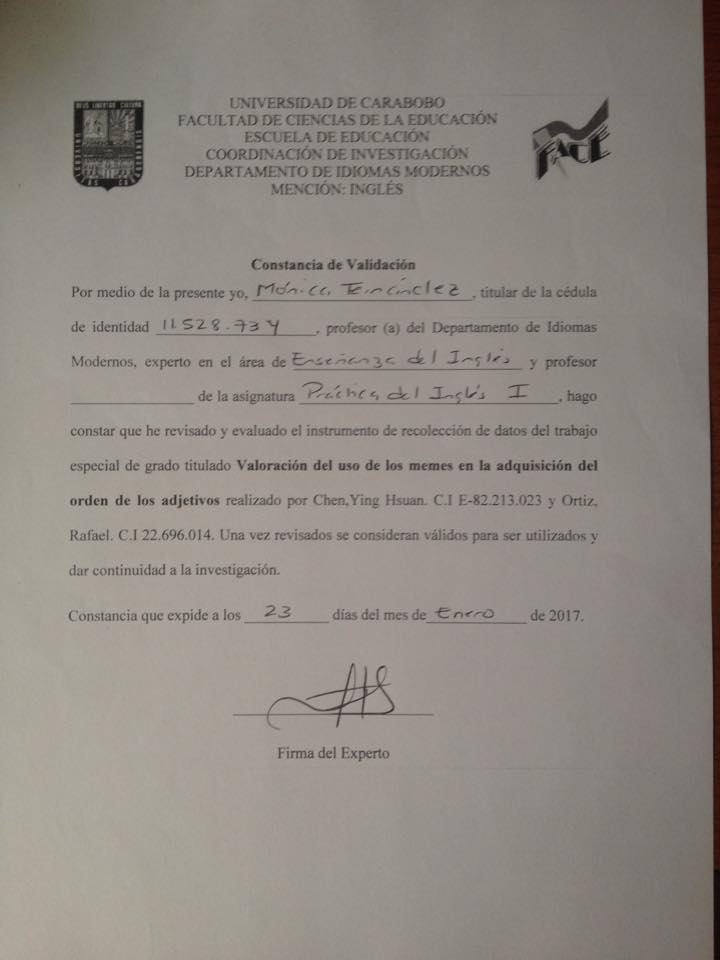 DEUS LIBERTAS CULTURA
FACE
UNIVERSIDAD DE CARABOBO
FACULTAD DE CIENCIAS DE LA EDUCACIÓN
ESCUELA DE EDUCACIÓN
COORDINACIÓN DE INVESTIGACIÓN
DEPARTAMENTO DE IDIOMAS MODERNOS
MENCIÓN: INGLÉS
Constancia de Validación
Por medio de la presente yo, Mónica, titular de la cédula
de identidad, profesor (a) del Departamento de Idiomas
Modernos, experto en el área de Enseñanza del Inglés y profesor
de la asignatura Práctica del Inglés I, hago
constar que he revisado y evaluado el instrumento de recolección de datos del trabajo
especial de grado titulado Valoración del uso de los memes en la adquisición del
orden de los adjetivos realizado por Chen,Ying Hsuan. C.I E-82.213.023 y Ortiz,
Rafael. C.I 22.696.014. Una vez revisados se consideran válidos para ser utilizados y
dar continuidad a la investigación.
Constancia que expide a los 23 días del mes de Enero de 2017.
Firma del Experto